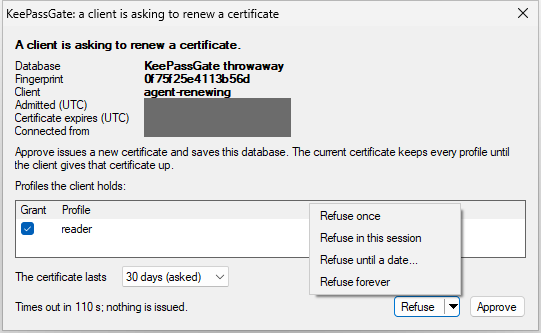 KeePassGate: a client is asking to renew a certificate
A client is asking to renew a certificate.
Database KeePassGate throwaway
Fingerprint 0f75f25e4113b56d
Client agent-renewing
Admitted (UTC)
Certificate expires (UTC)
Connected from
Approve issues a new certificate and saves this database. The current certificate keeps every profile until
the client gives that certificate up.
Profiles the client holds:
Grant Profile
reader
Refuse once
Refuse in this session
Refuse until a date...
Refuse forever
The certificate lasts 30 days (asked)
Times out in 110 s; nothing is issued. Refuse Approve